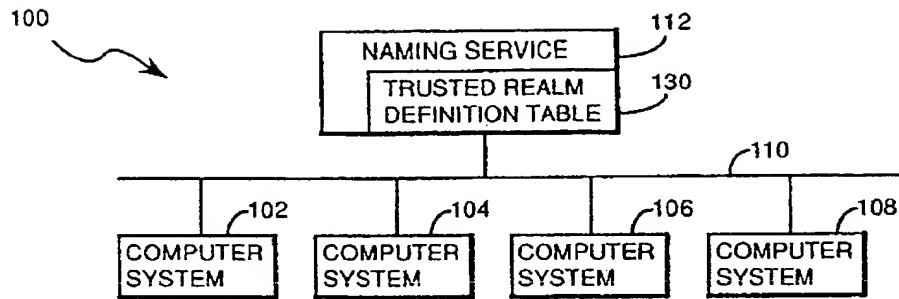 100
NAMING SERVICE
112
TRUSTED REALM
DEFINITION TABLE
130
110
102
104
106
108
COMPUTER
SYSTEM
COMPUTER
SYSTEM
COMPUTER
SYSTEM
COMPUTER
SYSTEM